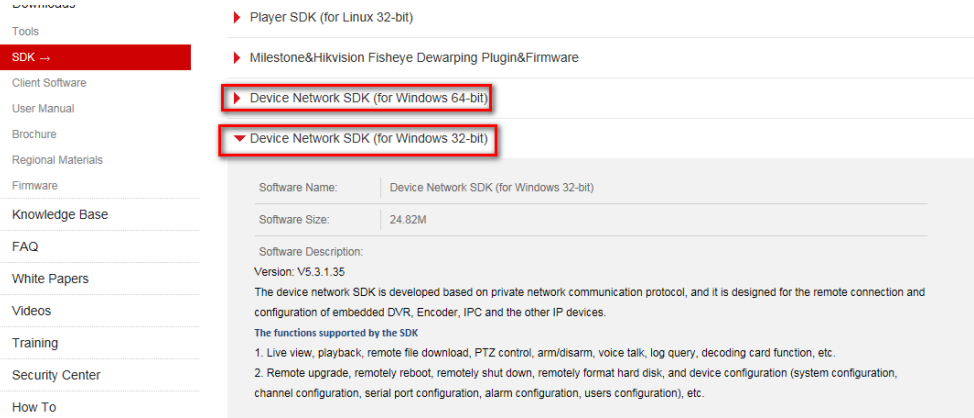 Downloads
Tools
SDK →
Client Software
User Manual
Brochure
Regional Materials
Firmware
Knowledge Base
FAQ
White Papers
Videos
Training
Security Center
How To
Player SDK (for Linux 32-bit)
Milestone&Hikvision Fisheye Dewarping Plugin&Firmware
Device Network SDK (for Windows 64-bit)
Device Network SDK (for Windows 32-bit)
Software Name: Device Network SDK (for Windows 32-bit)
Software Size: 24.82M
Software Description:
Version: V5.3.1.35
The device network SDK is developed based on private network communication protocol, and it is designed for the remote connection and
configuration of embedded DVR, Encoder, IPC and the other IP devices.
The functions supported by the SDK
1. Live view, playback, remote file download, PTZ control, arm/disarm, voice talk, log query, decoding card function, etc.
2. Remote upgrade, remotely reboot, remotely shut down, remotely format hard disk, and device configuration (system configuration,
channel configuration, serial port configuration, alarm configuration, users configuration), etc.